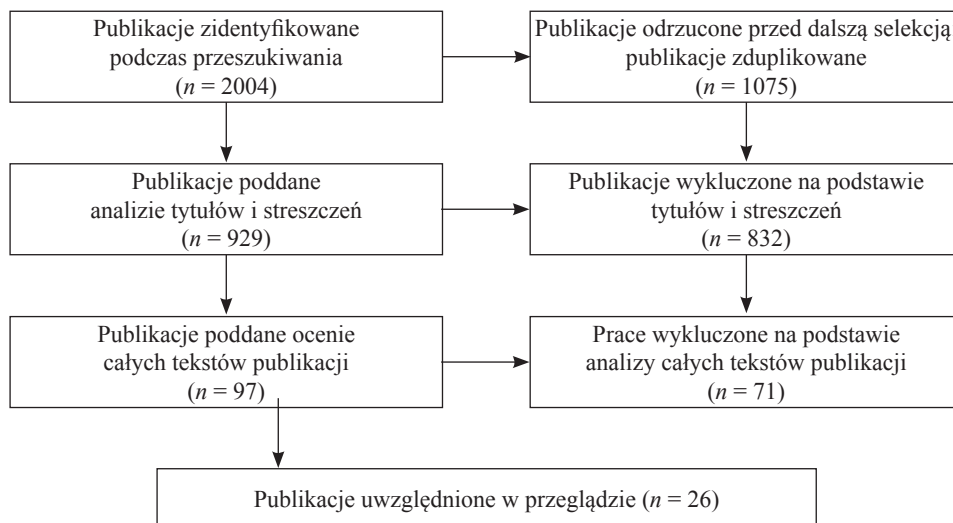 Publikacje zidentyfikowane
podczas przeszukiwania
(n = 2004)
Publikacje odrzucone przed dalszą selekcją:
publikacje zduplikowane
(n = 1075)
Publikacje poddane
analizie tytułów i streszczeń
(n = 929)
Publikacje wykluczone na podstawie
tytułów i streszczeń
(n = 832)
Publikacje poddane ocenie
całych tekstów publikacji
(n = 97)
Prace wykluczone na podstawie
analizy całych tekstów publikacji
(n = 71)
Publikacje uwzględnione w przeglądzie (n = 26)